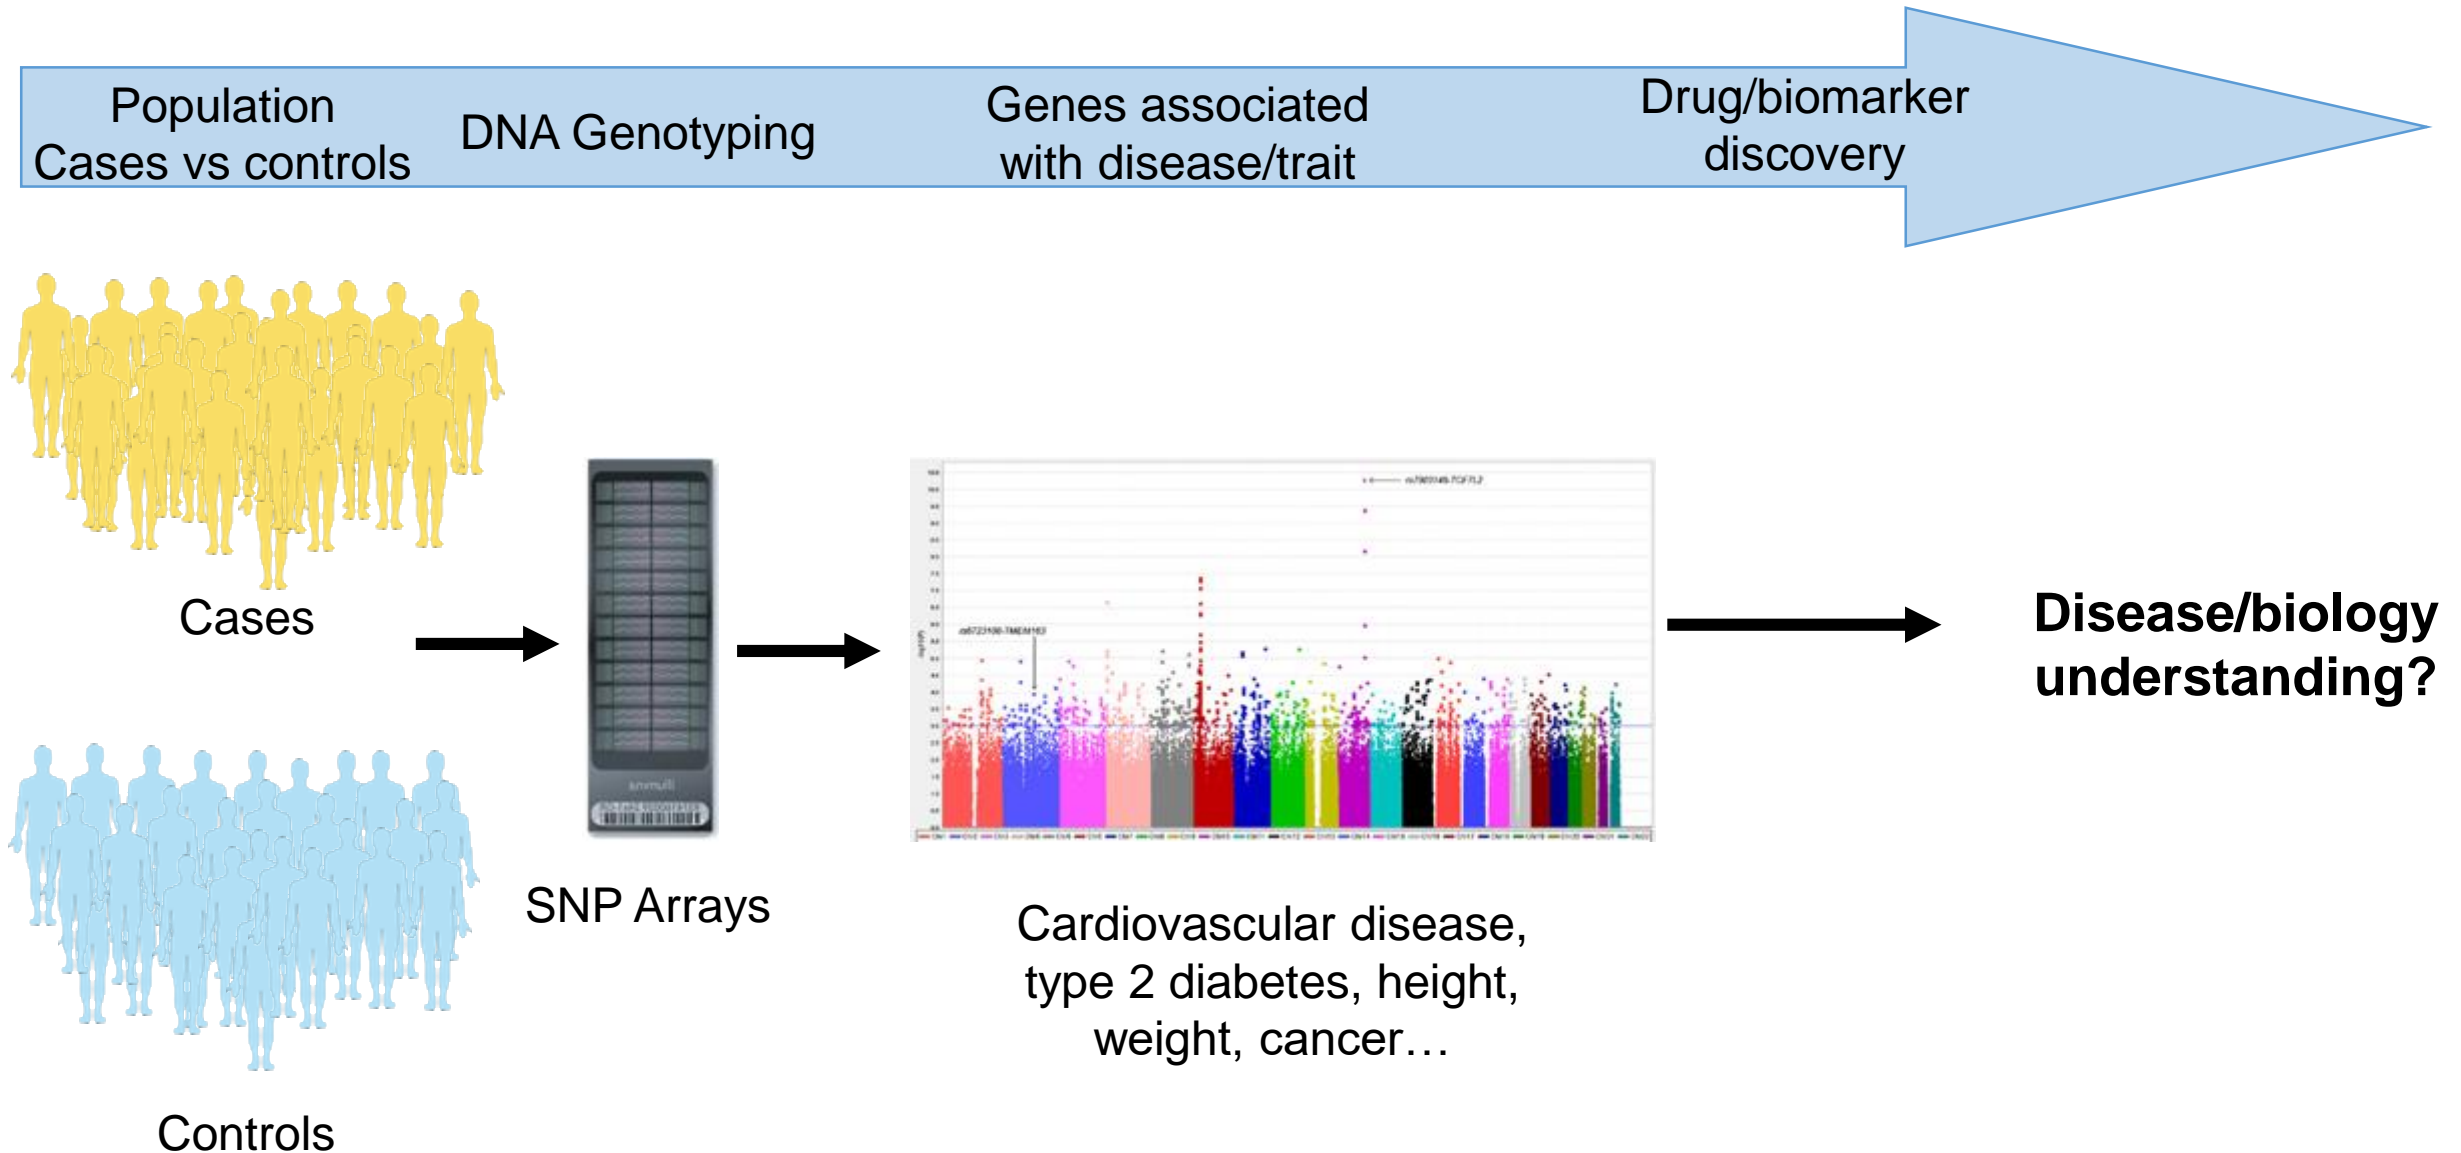 Population
Cases vs controls
DNA Genotyping
Genes associated
with disease/trait
Drug/biomarker
discovery
Cases
Controls
illumina
SNP Arrays
Cardiovascular disease,
type 2 diabetes, height,
weight, cancer…
Disease/biology
understanding?